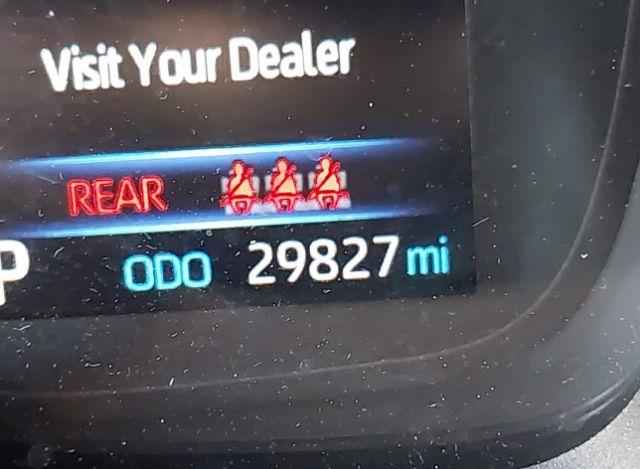 Visit Your Dealer
REAR
P
ODO 29827 mi